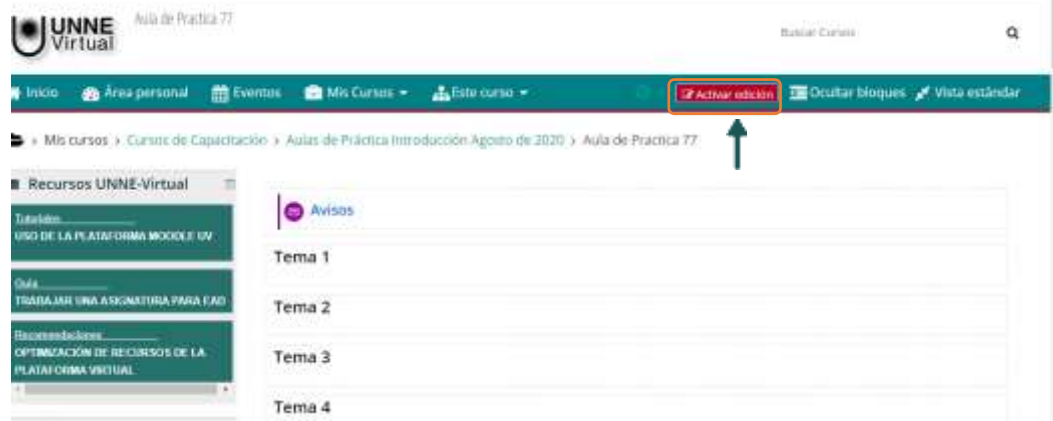 UNNE
Virtual
Aula de Practica 77
Buscar Cursos
Inicio Área personal Eventos Mis Cursos Este curso Activar edición Ocultar bloques Vista estándar
Mis cursos > Cursos de Capacitación > Aulas de Práctica Introducción Agosto de 2020 > Aula de Practica 77
Recursos UNNE-Virtual
Tutoriales
USO DE LA PLATAFORMA MOODLE UV
Guía
TRABAJAR UNA ASIGNATURA PARA EAD
Recomendaciones
OPTIMIZACIÓN DE RECURSOS DE LA
PLATAFORMA VIRTUAL
Avisos
Tema 1
Tema 2
Tema 3
Tema 4